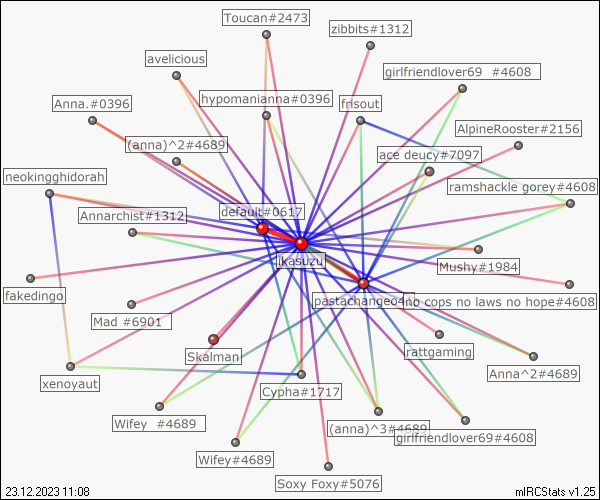 Toucan#2473
zibbits#1312
avelicious
girlfriendlover69 #4608
Anna.#0396
hypomanianna#0396
frisout
AlpineRooster#2156
(anna)^2#4689
ace deucy#7097
neokingghidorah
ramshackle gorey#4608
Annarchist#1312
default#0617
ikasuzu
Mushy#1984
fakedingo
pastachangeo4
no cops no laws no hope#4608
Mad #6901
Skalman
rattgaming
xenoyaut
Cypha#1717
Anna^2#4689
Wifey #4689
(anna)^3#4689
girlfriendlover69#4608
Wifey#4689
Soxy Foxy#5076
23.12.2023 11:08
mIRCStats v1.25